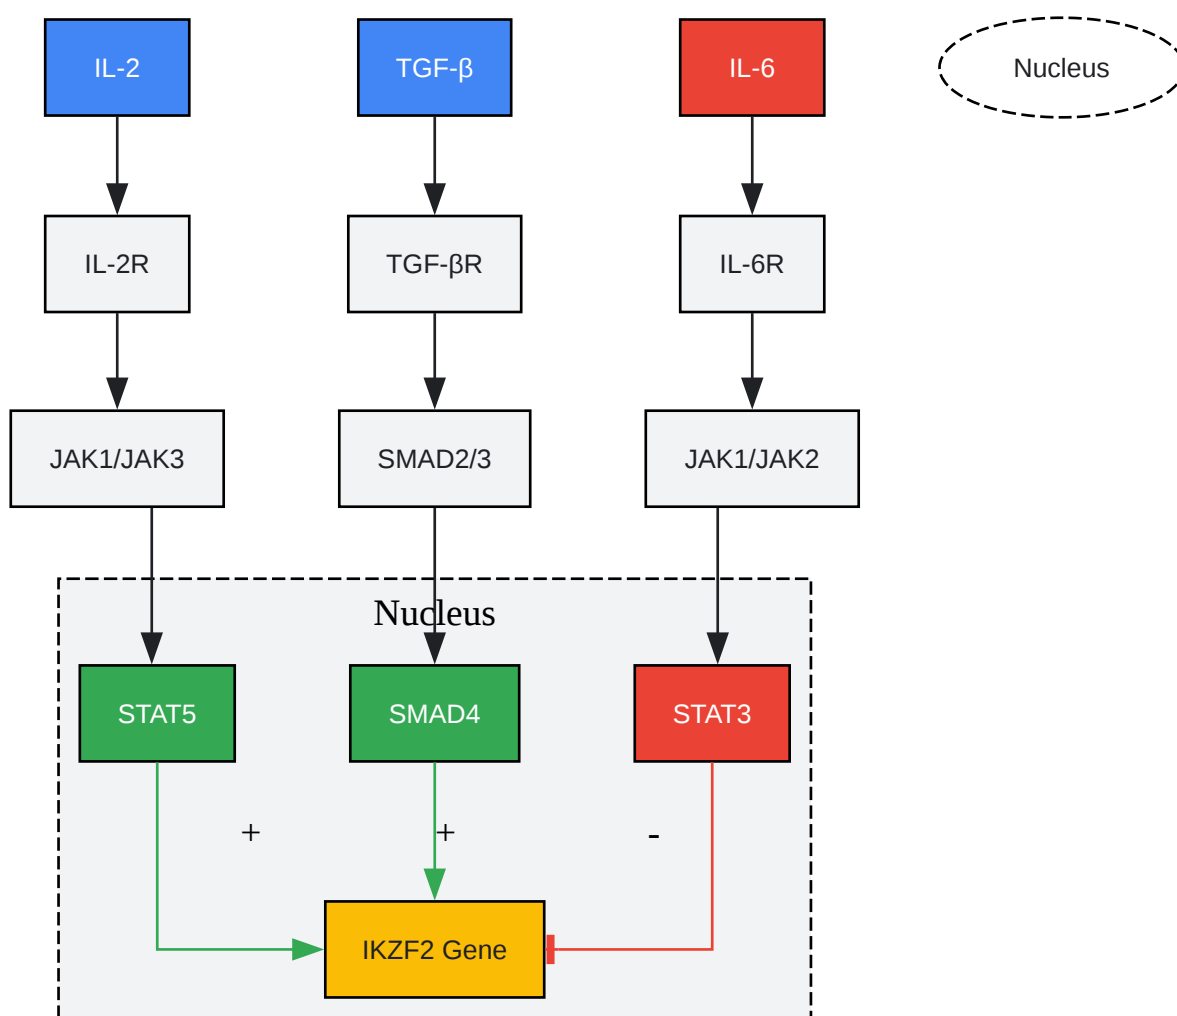 IL-2
TGF-β
IL-6
Nucleus
IL-2R
TGF-βR
IL-6R
JAK1/JAK3
SMAD2/3
JAK1/JAK2
Nucleus
STAT5
SMAD4
STAT3
+
+
-
IKZF2 Gene